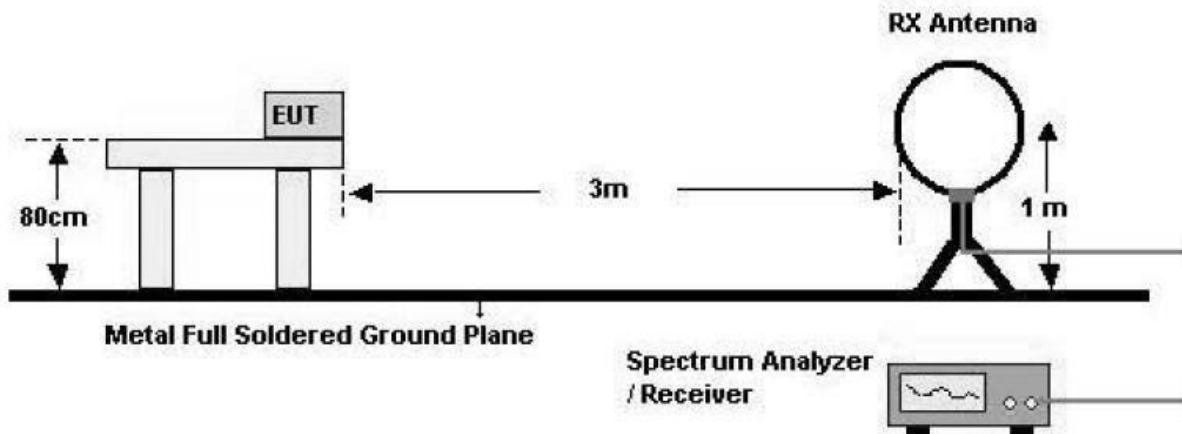 RX Antenna
EUT
80cm
3m
1 m
Metal Full Soldered Ground Plane
Spectrum Analyzer
/ Receiver